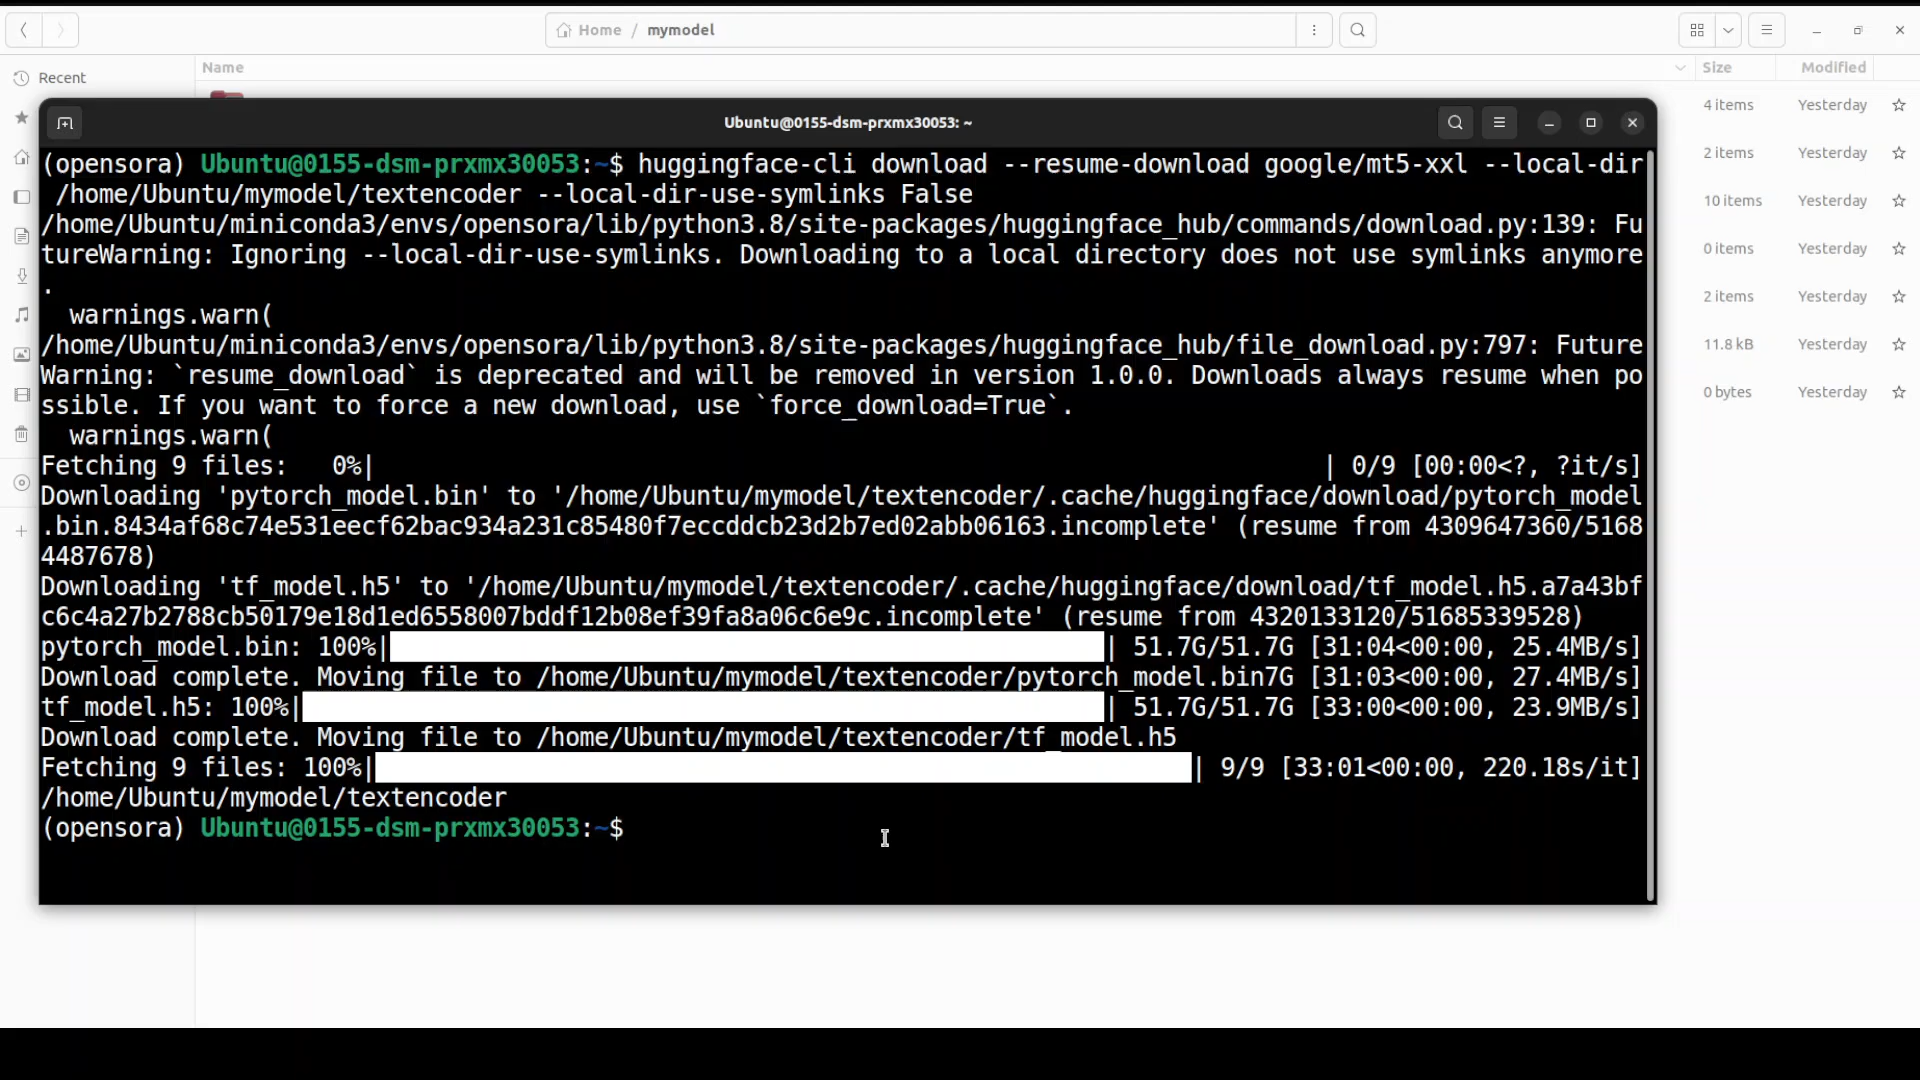 Home / mymodel
Recent
Name
Size
Modified
4 items Yesterday
2 items Yesterday
10 items Yesterday
0 items Yesterday
2 items Yesterday
11.8 kB Yesterday
0 bytes Yesterday
Ubuntu@0155-dsm-prxmx30053: ~
(opensora) Ubuntu@0155-dsm-prxmx30053:~$ huggingface-cli download --resume-download google/mt5-xxl --local-dir
/home/Ubuntu/mymodel/textencoder --local-dir-use-symlinks False
/home/Ubuntu/miniconda3/envs/opensora/lib/python3.8/site-packages/huggingface_hub/commands/download.py:139: Fu
tureWarning: Ignoring --local-dir-use-symlinks. Downloading to a local directory does not use symlinks anymore
.
warnings.warn(
/home/Ubuntu/miniconda3/envs/opensora/lib/python3.8/site-packages/huggingface_hub/file_download.py:797: Future
Warning: `resume_download` is deprecated and will be removed in version 1.0.0. Downloads always resume when po
ssible. If you want to force a new download, use `force_download=True`.
warnings.warn(
Fetching 9 files:   0%|                    | 0/9 [00:00<?, ?it/s]
Downloading 'pytorch_model.bin' to '/home/Ubuntu/mymodel/textencoder/.cache/huggingface/download/pytorch_model
.bin.8434af68c74e531eecf62bac934a231c85480f7eccddcb23d2b7ed02abb06163.incomplete' (resume from 4309647360/5168
4487678)
Downloading 'tf_model.h5' to '/home/Ubuntu/mymodel/textencoder/.cache/huggingface/download/tf_model.h5.a7a43bf
c6c4a27b2788cb50179e18d1ed6558007bddf12b08ef39fa8a06c6e9c.incomplete' (resume from 4320133120/51685339528)
pytorch_model.bin: 100%|                    | 51.7G/51.7G [31:04<00:00, 25.4MB/s]
Download complete. Moving file to /home/Ubuntu/mymodel/textencoder/pytorch_model.bin7G [31:03<00:00, 27.4MB/s]
tf_model.h5: 100%|                    | 51.7G/51.7G [33:00<00:00, 23.9MB/s]
Download complete. Moving file to /home/Ubuntu/mymodel/textencoder/tf_model.h5
Fetching 9 files: 100%|                    | 9/9 [33:01<00:00, 220.18s/it]
/home/Ubuntu/mymodel/textencoder
(opensora) Ubuntu@0155-dsm-prxmx30053:~$